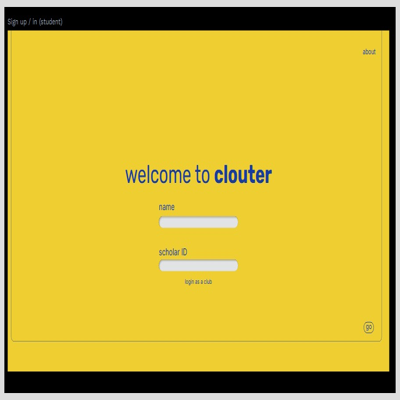 Sign up / in (student)
about
welcome to clouter
name
scholar ID
login as a club
go